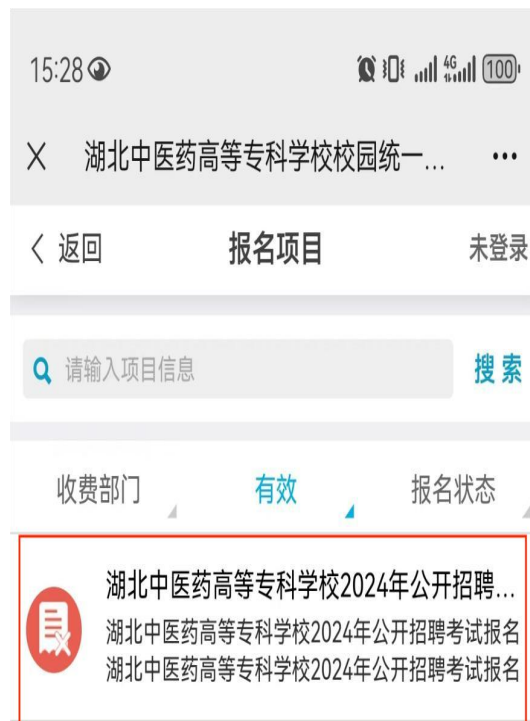 15:28 4G 100
湖北中医药高等专科学校校园统一...
返回 报名项目 未登录
请输入项目信息 搜索
收费部门 有效 报名状态
湖北中医药高等专科学校2024年公开招聘...
湖北中医药高等专科学校2024年公开招聘考试报名
湖北中医药高等专科学校2024年公开招聘考试报名